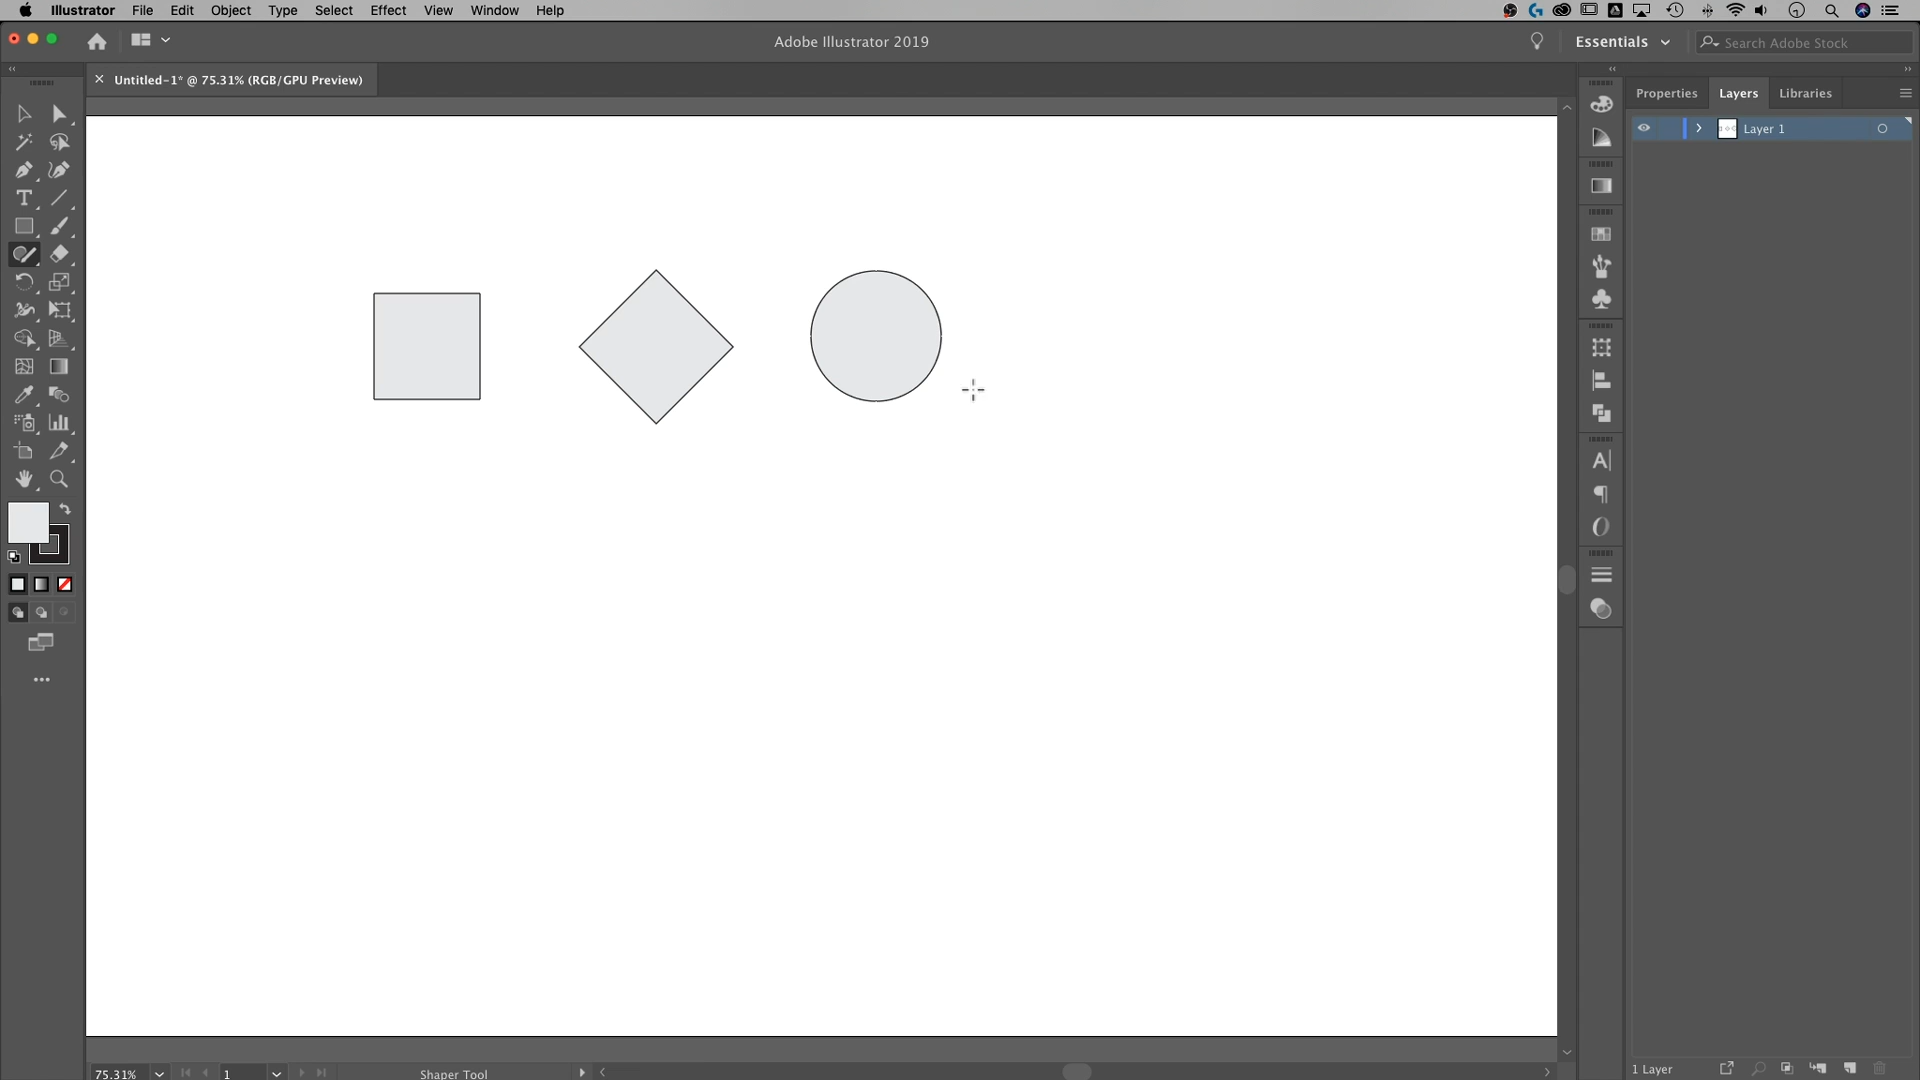 Illustrator File Edit Object Type Select Effect View Window Help
Adobe Illustrator 2019
Essentials
Search Adobe Stock
Untitled-1* @ 75.31% (RGB/GPU Preview)
Properties Layers Libraries
Layer 1
1 Layer
75.31%
1
Shaper Tool